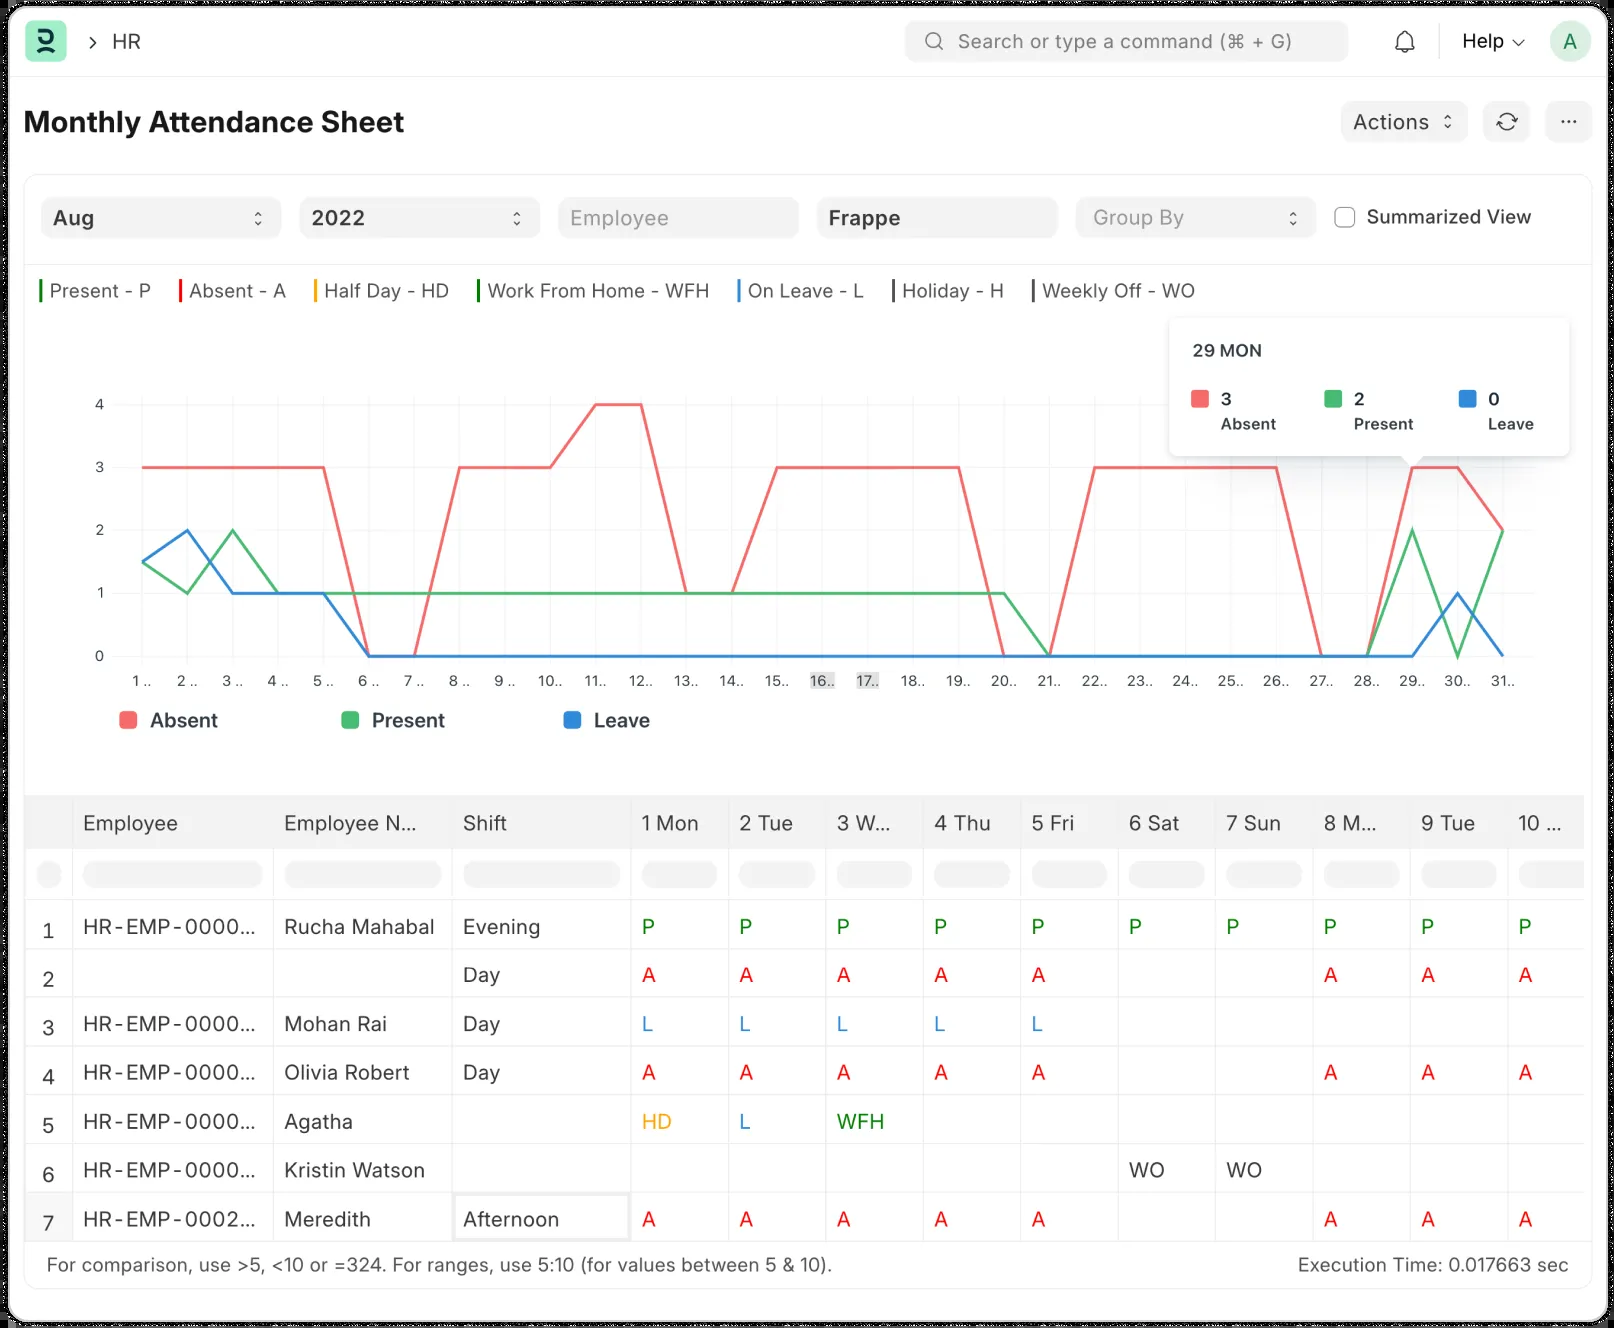 HR
Search or type a command (⌘ + G)
Help
A
Monthly Attendance Sheet
Actions
...
Aug
2022
Employee
Frappe
Group By
Summarized View
Present - P
Absent - A
Half Day - HD
Work From Home - WFH
On Leave - L
Holiday - H
Weekly Off - WO
29 MON
3 Absent
2 Present
0 Leave
4
3
2
1
0
1 .. 2 .. 3 .. 4 .. 5 .. 6 .. 7 .. 8 .. 9 .. 10.. 11.. 12.. 13.. 14.. 15.. 16.. 17.. 18.. 19.. 20.. 21.. 22.. 23.. 24.. 25.. 26.. 27.. 28.. 29.. 30.. 31..
Absent Present Leave
Employee Employee N... Shift 1 Mon 2 Tue 3 W... 4 Thu 5 Fri 6 Sat 7 Sun 8 M... 9 Tue 10 ...
1 HR-EMP-0000... Rucha Mahabal Evening P P P P P P P P P P
2 Day A A A A A A A A
3 HR-EMP-0000... Mohan Rai Day L L L L L
4 HR-EMP-0000... Olivia Robert Day A A A A A A A A
5 HR-EMP-0000... Agatha HD L WFH
6 HR-EMP-0000... Kristin Watson WO WO
7 HR-EMP-0002... Meredith Afternoon A A A A A A A A
For comparison, use >5, <10 or =324. For ranges, use 5:10 (for values between 5 & 10).
Execution Time: 0.017663 sec